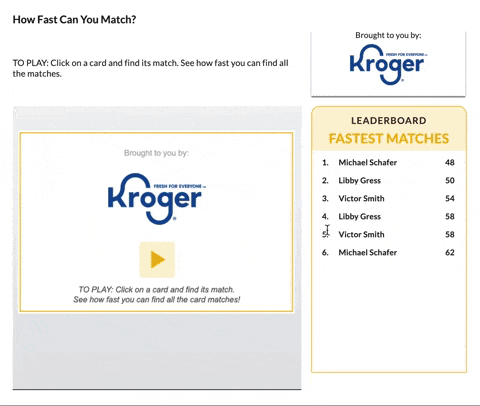 How Fast Can You Match?
TO PLAY: Click on a card and find its match. See how fast you can find all
the matches.
Brought to you by:
FRESH FOR EVERYONE™
Kroger®
Brought to you by:
FRESH FOR EVERYONE™
Kroger®
TO PLAY: Click on a card and find its match.
See how fast you can find all the card matches!
LEADERBOARD
FASTEST MATCHES
1. Michael Schafer 48
2. Libby Gress 50
3. Victor Smith 54
4. Libby Gress 58
5. Victor Smith 58
6. Michael Schafer 62